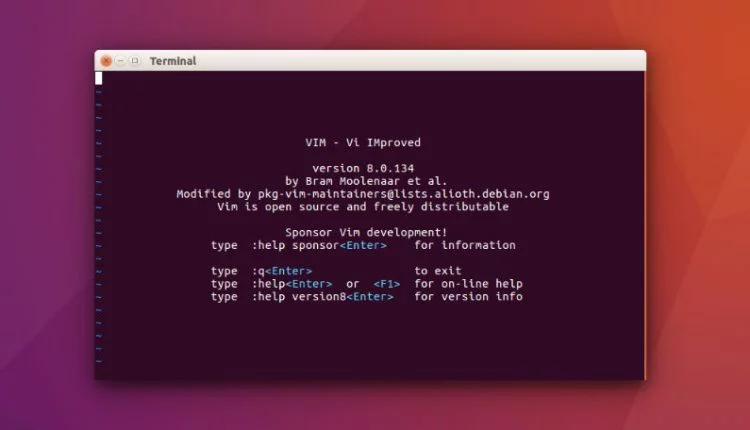 Terminal
~
~
~
~
~
~
VIM - Vi IMproved
~
version 8.0.134
by Bram Moolenaar et al.
Modified by pkg-vim-maintainers@lists.alioth.debian.org
Vim is open source and freely distributable
~
Sponsor Vim development!
type :help sponsor<Enter> for information
~
type :q<Enter> to exit
type :help<Enter> or <F1> for on-line help
type :help version8<Enter> for version info
~
~
~
~
~